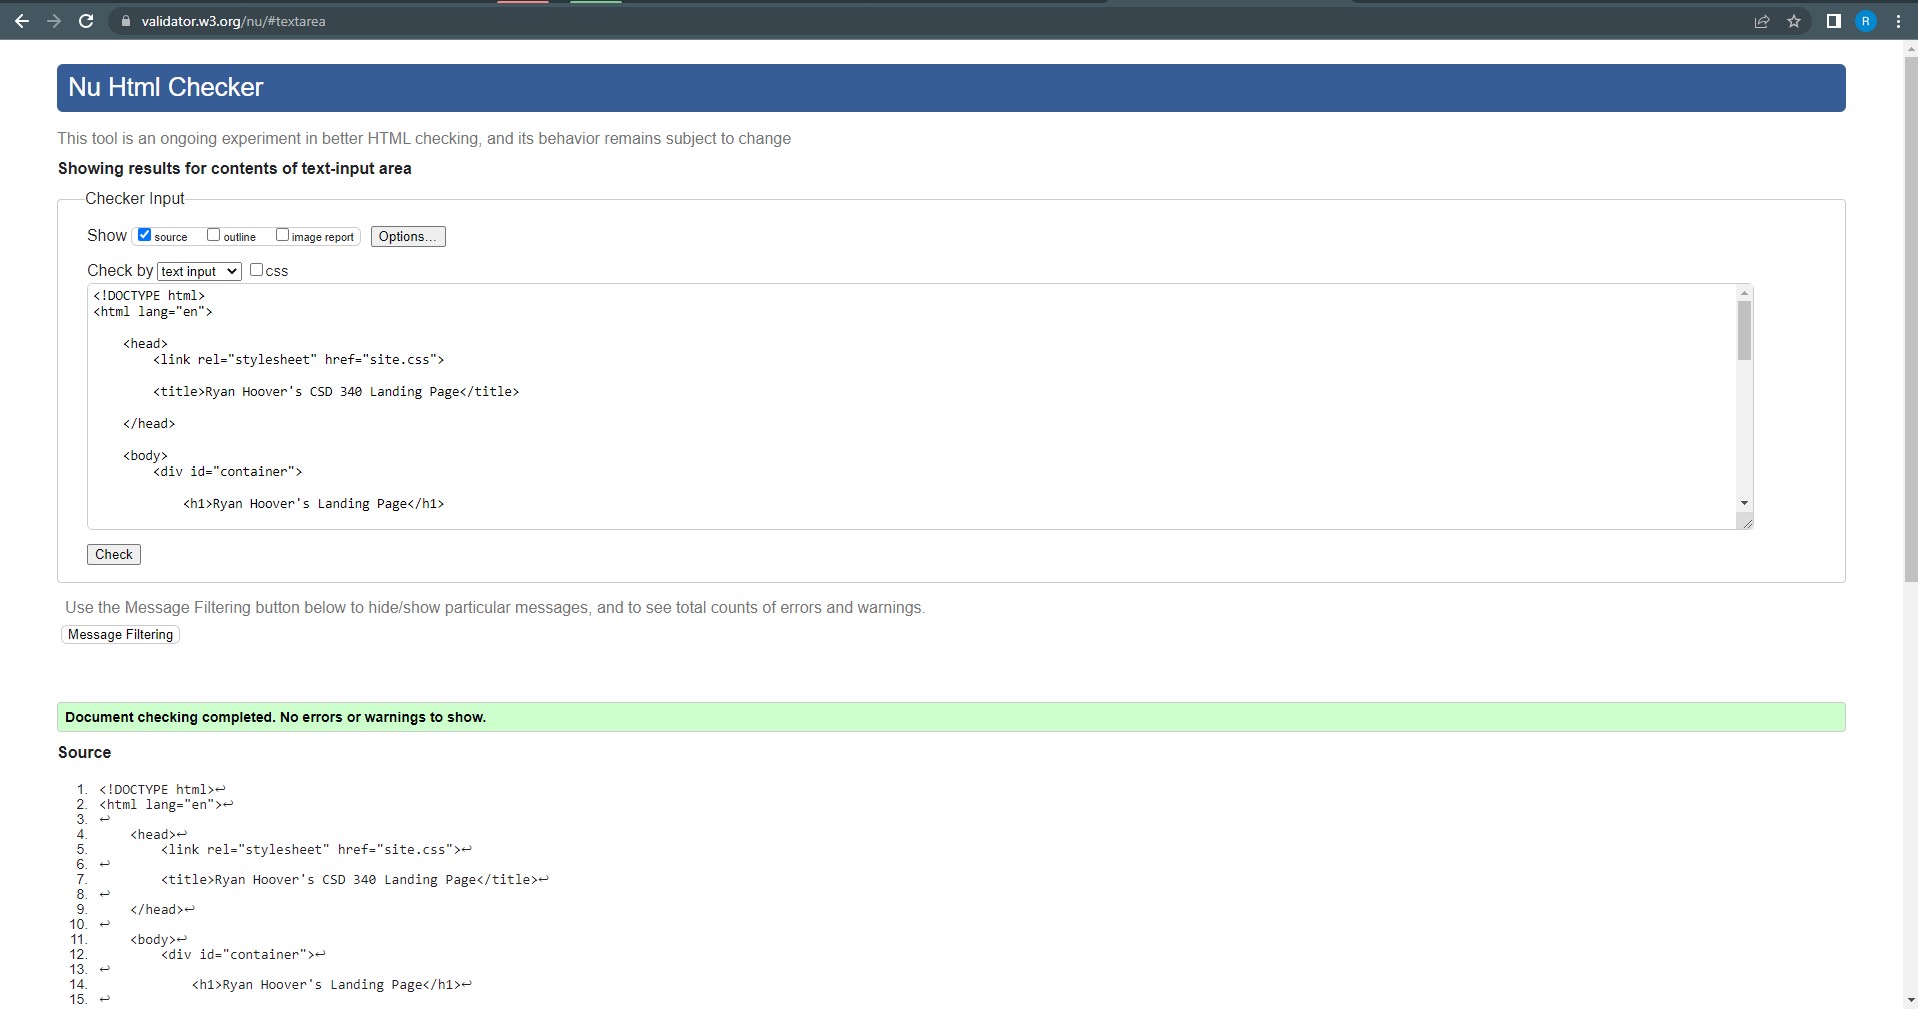 validator.w3.org/nu/#textarea
R
Nu Html Checker
This tool is an ongoing experiment in better HTML checking, and its behavior remains subject to change
Showing results for contents of text-input area
Checker Input
Show source outline image report Options...
Check by text input css
<!DOCTYPE html>
<html lang="en">
<head>
<link rel="stylesheet" href="site.css">
<title>Ryan Hoover's CSD 340 Landing Page</title>
</head>
<body>
<div id="container">
<h1>Ryan Hoover's Landing Page</h1>
Check
Use the Message Filtering button below to hide/show particular messages, and to see total counts of errors and warnings.
Message Filtering
Document checking completed. No errors or warnings to show.
Source
1. <!DOCTYPE html>↩
2. <html lang="en">↩
3. ↩
4. <head>↩
5. <link rel="stylesheet" href="site.css">↩
6. ↩
7. <title>Ryan Hoover's CSD 340 Landing Page</title>↩
8. ↩
9. </head>↩
10. ↩
11. <body>↩
12. <div id="container">↩
13. ↩
14. <h1>Ryan Hoover's Landing Page</h1>↩
15. ↩